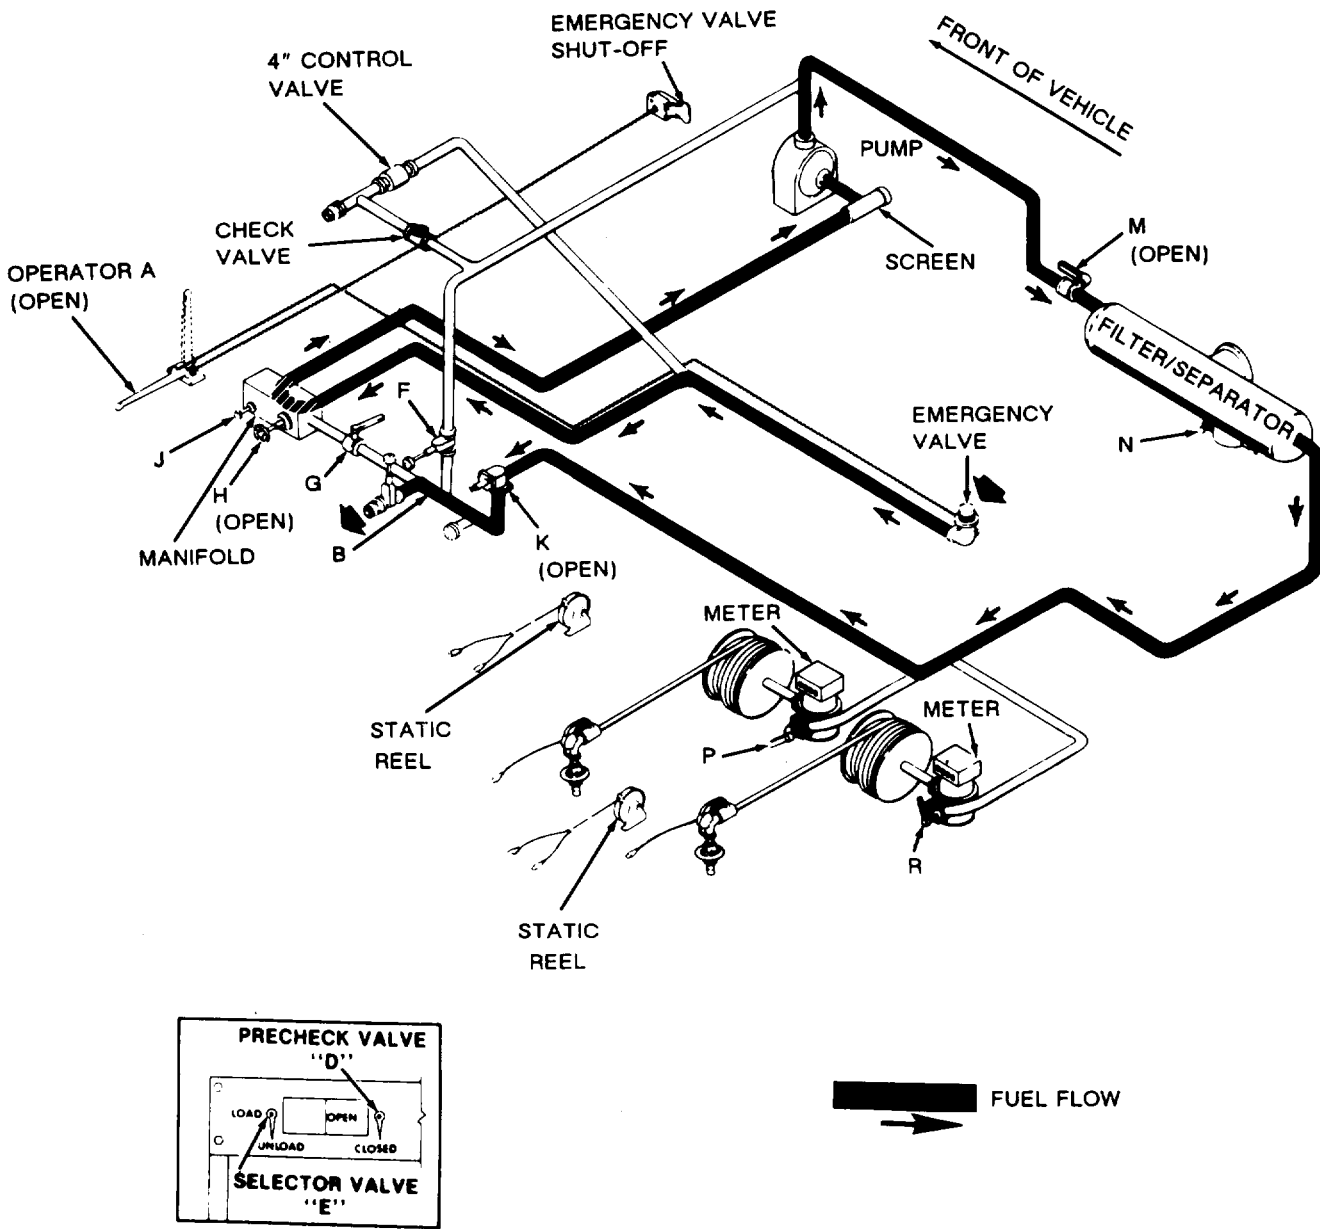 EMERGENCY VALVE
SHUT-OFF
4" CONTROL
VALVE
FRONT OF VEHICLE
PUMP
CHECK
VALVE
SCREEN
M
(OPEN)
OPERATOR A
(OPEN)
FILTER/SEPARATOR
F
EMERGENCY
VALVE
N
J
H
(OPEN)
G
MANIFOLD
B
K
(OPEN)
METER
STATIC
REEL
METER
P
R
STATIC
REEL
PRECHECK VALVE
"D"
LOAD
OPEN
UNLOAD
CLOSED
SELECTOR VALVE
"E"
FUEL FLOW